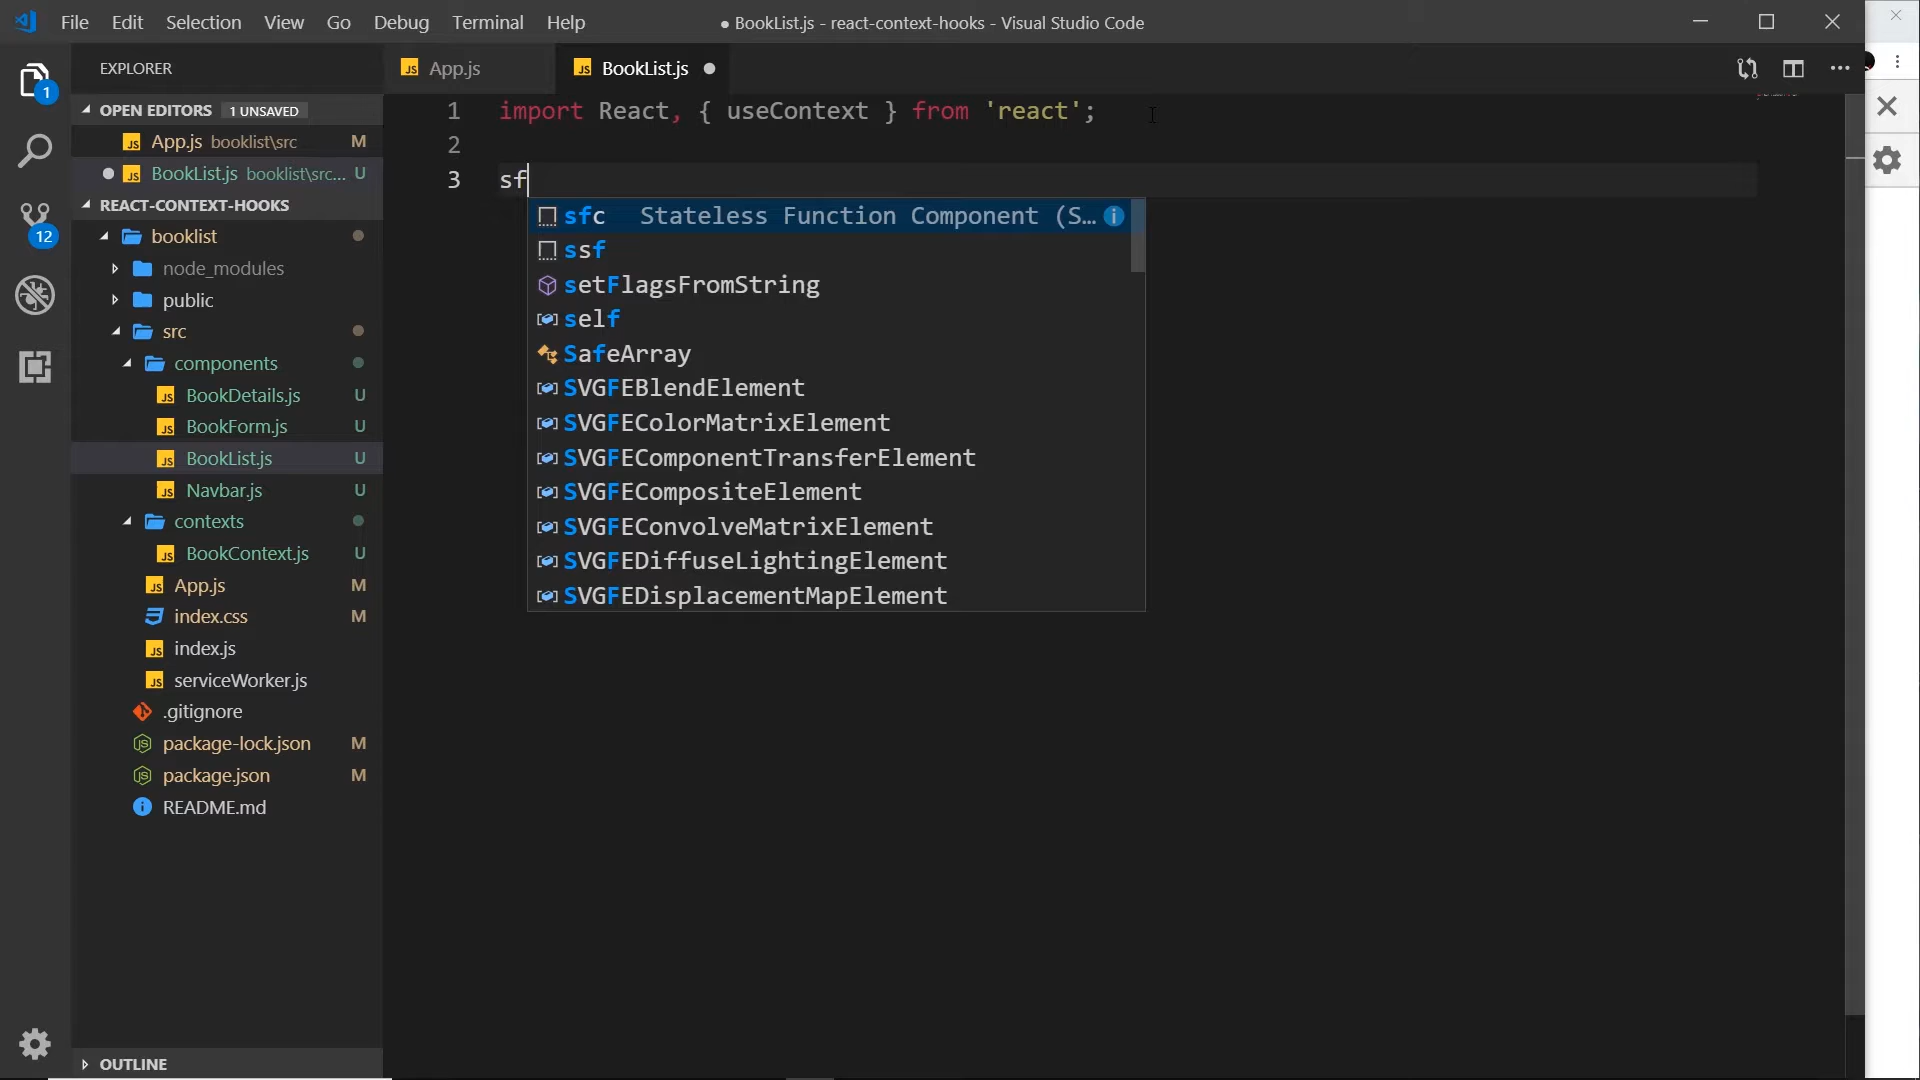 File Edit Selection View Go Debug Terminal Help
● BookList.js - react-context-hooks - Visual Studio Code
EXPLORER
OPEN EDITORS 1 UNSAVED
App.js booklist\src M
BookList.js booklist\src... U
REACT-CONTEXT-HOOKS
booklist
node_modules
public
src
components
BookDetails.js U
BookForm.js U
BookList.js U
Navbar.js U
contexts
BookContext.js U
App.js M
index.css M
index.js
serviceWorker.js
.gitignore
package-lock.json M
package.json M
README.md
OUTLINE
1
12
App.js
BookList.js
1 import React, { useContext } from 'react';
2
3 sf
sfc Stateless Function Component (S...
ssf
setFlagsFromString
self
SafeArray
SVGFEBlendElement
SVGFEColorMatrixElement
SVGFEComponentTransferElement
SVGFECompositeElement
SVGFEConvolveMatrixElement
SVGFEDiffuseLightingElement
SVGFEDisplacementMapElement